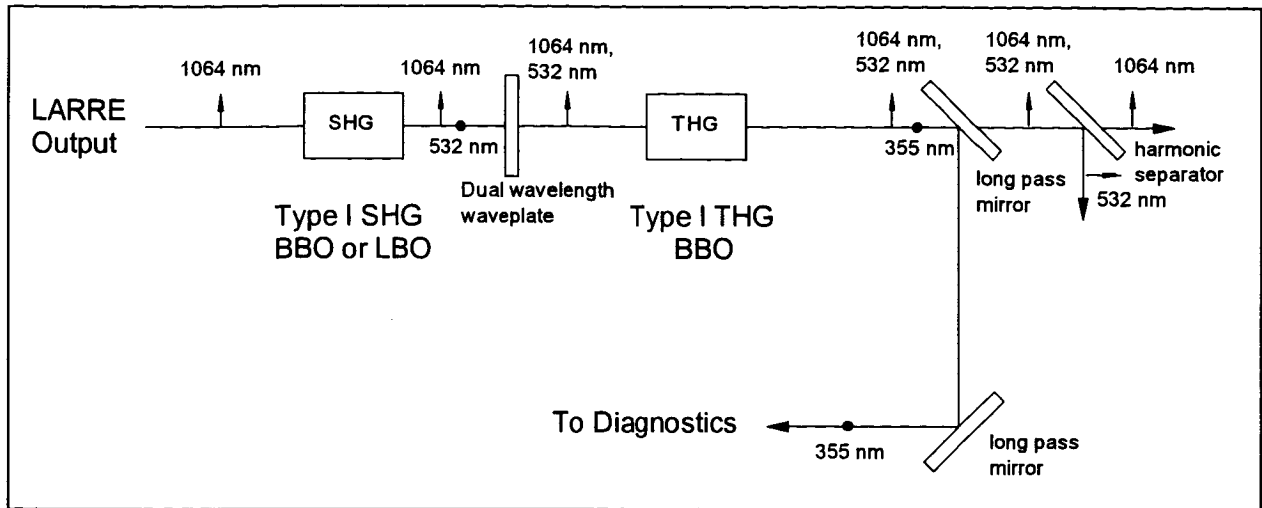 LARRE
Output
1064 nm
SHG
1064 nm
532 nm
1064 nm,
532 nm
Dual wavelength
waveplate
Type I SHG
BBO or LBO
THG
Type I THG
BBO
1064 nm,
532 nm
355 nm
1064 nm,
532 nm
long pass
mirror
1064 nm
harmonic
separator
532 nm
To Diagnostics
355 nm
long pass
mirror